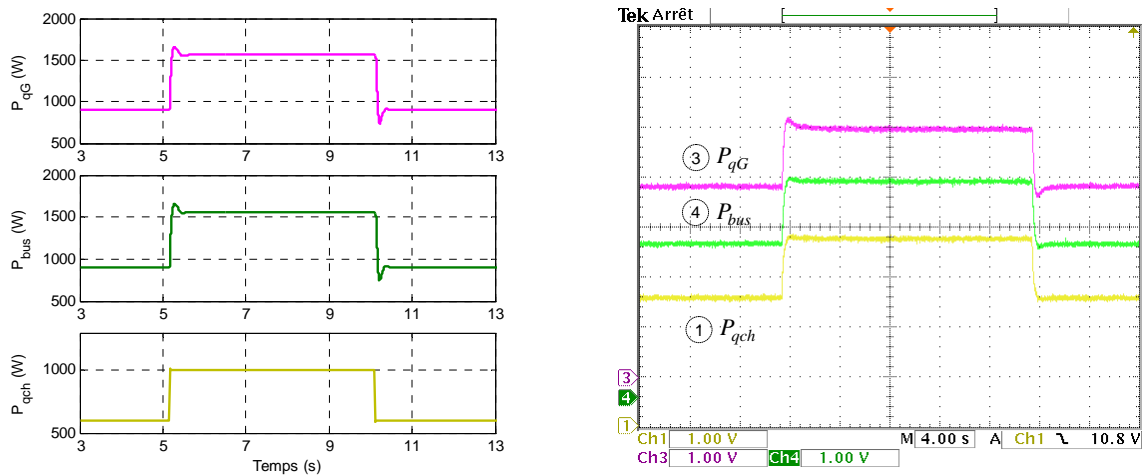 2000
1500
1000
500
P_qG (W)
3 5 7 9 11 13
2000
1500
1000
500
P_bus (W)
3 5 7 9 11 13
1000
500
P_qch (W)
3 5 7 9 11 13
Temps (s)
Tek Arrêt
③ P_qG
④ P_bus
① P_qch
3
4
1
Ch1 1.00 V M 4.00 s A Ch1 10.8 V
Ch3 1.00 V Ch4 1.00 V